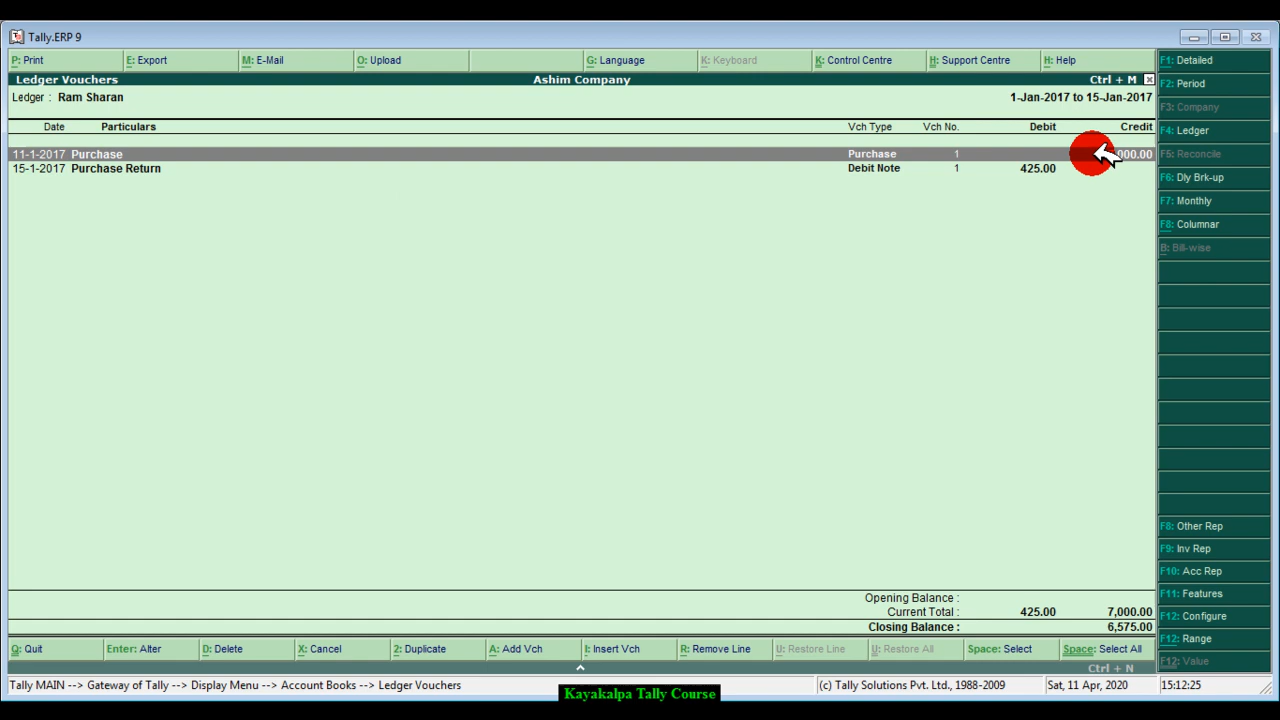 Tally.ERP 9
P: Print E: Export M: E-Mail O: Upload G: Language K: Keyboard K: Control Centre H: Support Centre H: Help
Ledger Vouchers Ashim Company Ctrl + M
Ledger : Ram Sharan 1-Jan-2017 to 15-Jan-2017
Date Particulars Vch Type Vch No. Debit Credit
11-1-2017 Purchase Purchase 1 000.00
15-1-2017 Purchase Return Debit Note 1 425.00
Opening Balance :
Current Total : 425.00 7,000.00
Closing Balance : 6,575.00
Q: Quit Enter: Alter D: Delete X: Cancel 2: Duplicate A: Add Vch I: Insert Vch R: Remove Line U: Restore Line U: Restore All Space: Select Space: Select All
Ctrl + N
Tally MAIN --> Gateway of Tally --> Display Menu --> Account Books --> Ledger Vouchers (c) Tally Solutions Pvt. Ltd., 1988-2009 Sat, 11 Apr, 2020 15:12:25
Kayakalpa Tally Course
F1: Detailed
F2: Period
F3: Company
F4: Ledger
F5: Reconcile
F6: Dly Brk-up
F7: Monthly
F8: Columnar
B: Bill-wise
F8: Other Rep
F9: Inv Rep
F10: Acc Rep
F11: Features
F12: Configure
F12: Range
F12: Value